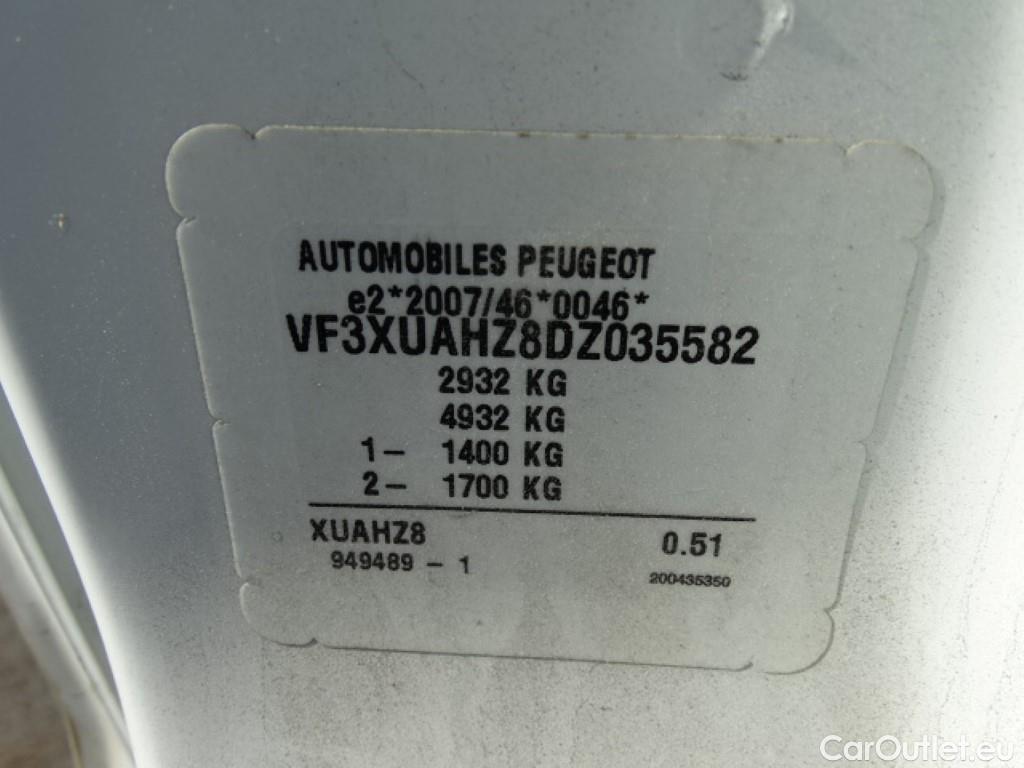 AUTOMOBILES PEUGEOT
e2*2007/46*0046*
VF3XUAHZ8DZ035582
2932 KG
4932 KG
1- 1400 KG
2- 1700 KG
XUAHZ8 0.51
949489 - 1 200435350
CarOutlet.eu